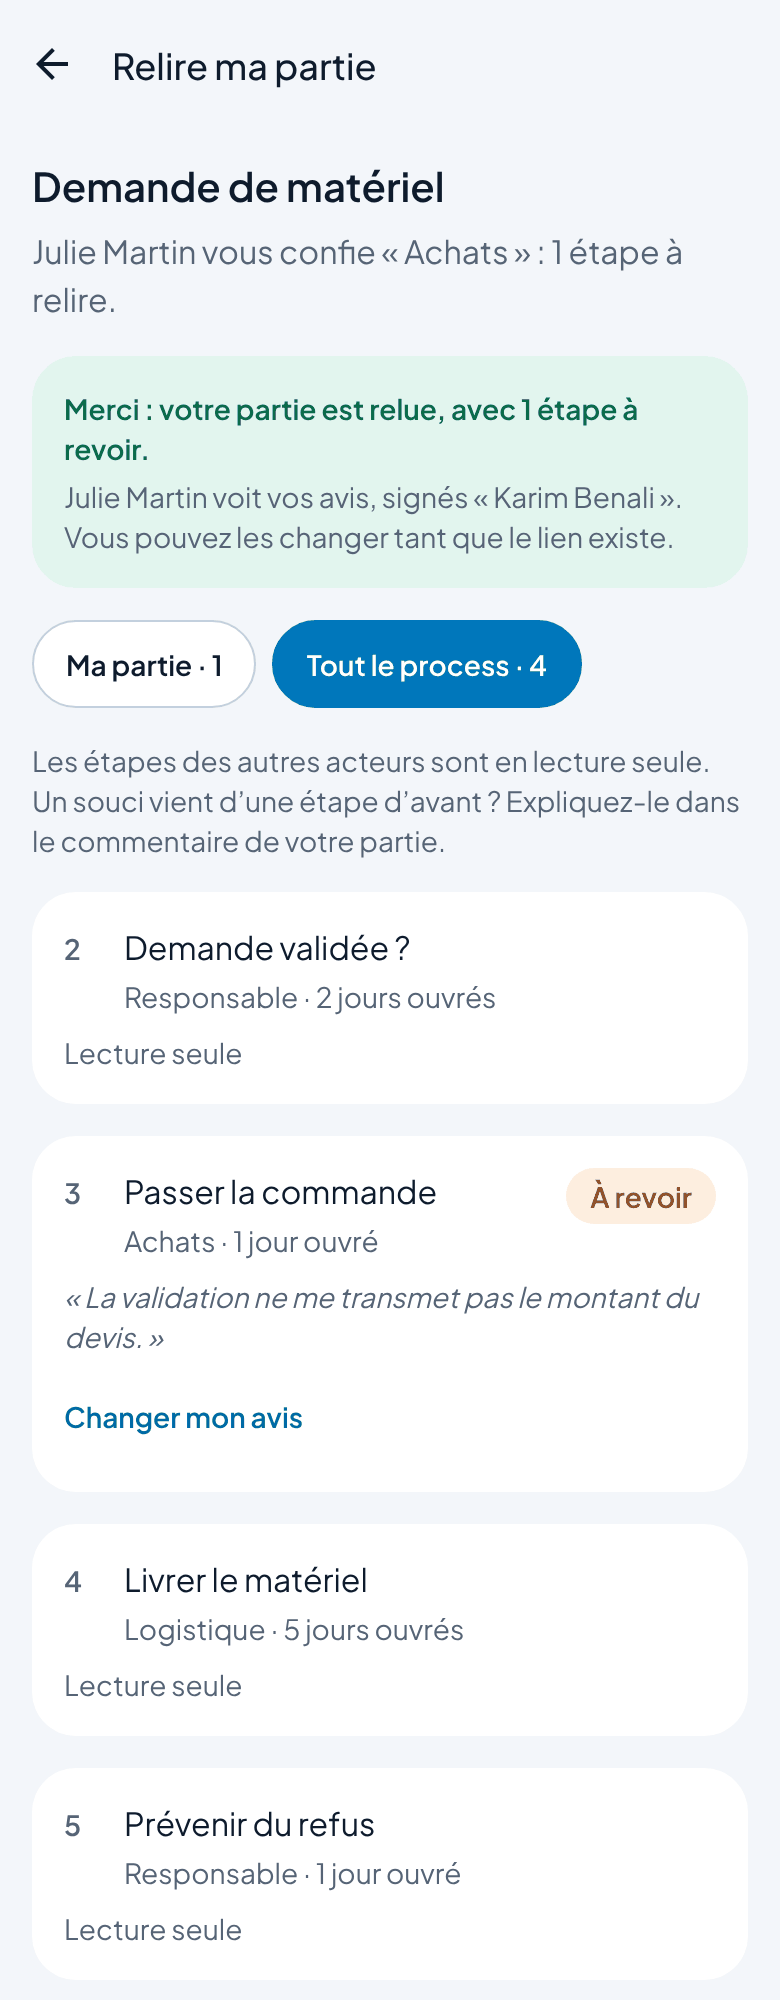 Relire ma partie
Demande de matériel
Julie Martin vous confie « Achats » : 1 étape à
relire.
Merci : votre partie est relue, avec 1 étape à
revoir.
Julie Martin voit vos avis, signés « Karim Benali ».
Vous pouvez les changer tant que le lien existe.
Ma partie · 1
Tout le process · 4
Les étapes des autres acteurs sont en lecture seule.
Un souci vient d’une étape d’avant ? Expliquez-le dans
le commentaire de votre partie.
2 Demande validée ?
Responsable · 2 jours ouvrés
Lecture seule
3 Passer la commande
À revoir
Achats · 1 jour ouvré
« La validation ne me transmet pas le montant du
devis. »
Changer mon avis
4 Livrer le matériel
Logistique · 5 jours ouvrés
Lecture seule
5 Prévenir du refus
Responsable · 1 jour ouvré
Lecture seule